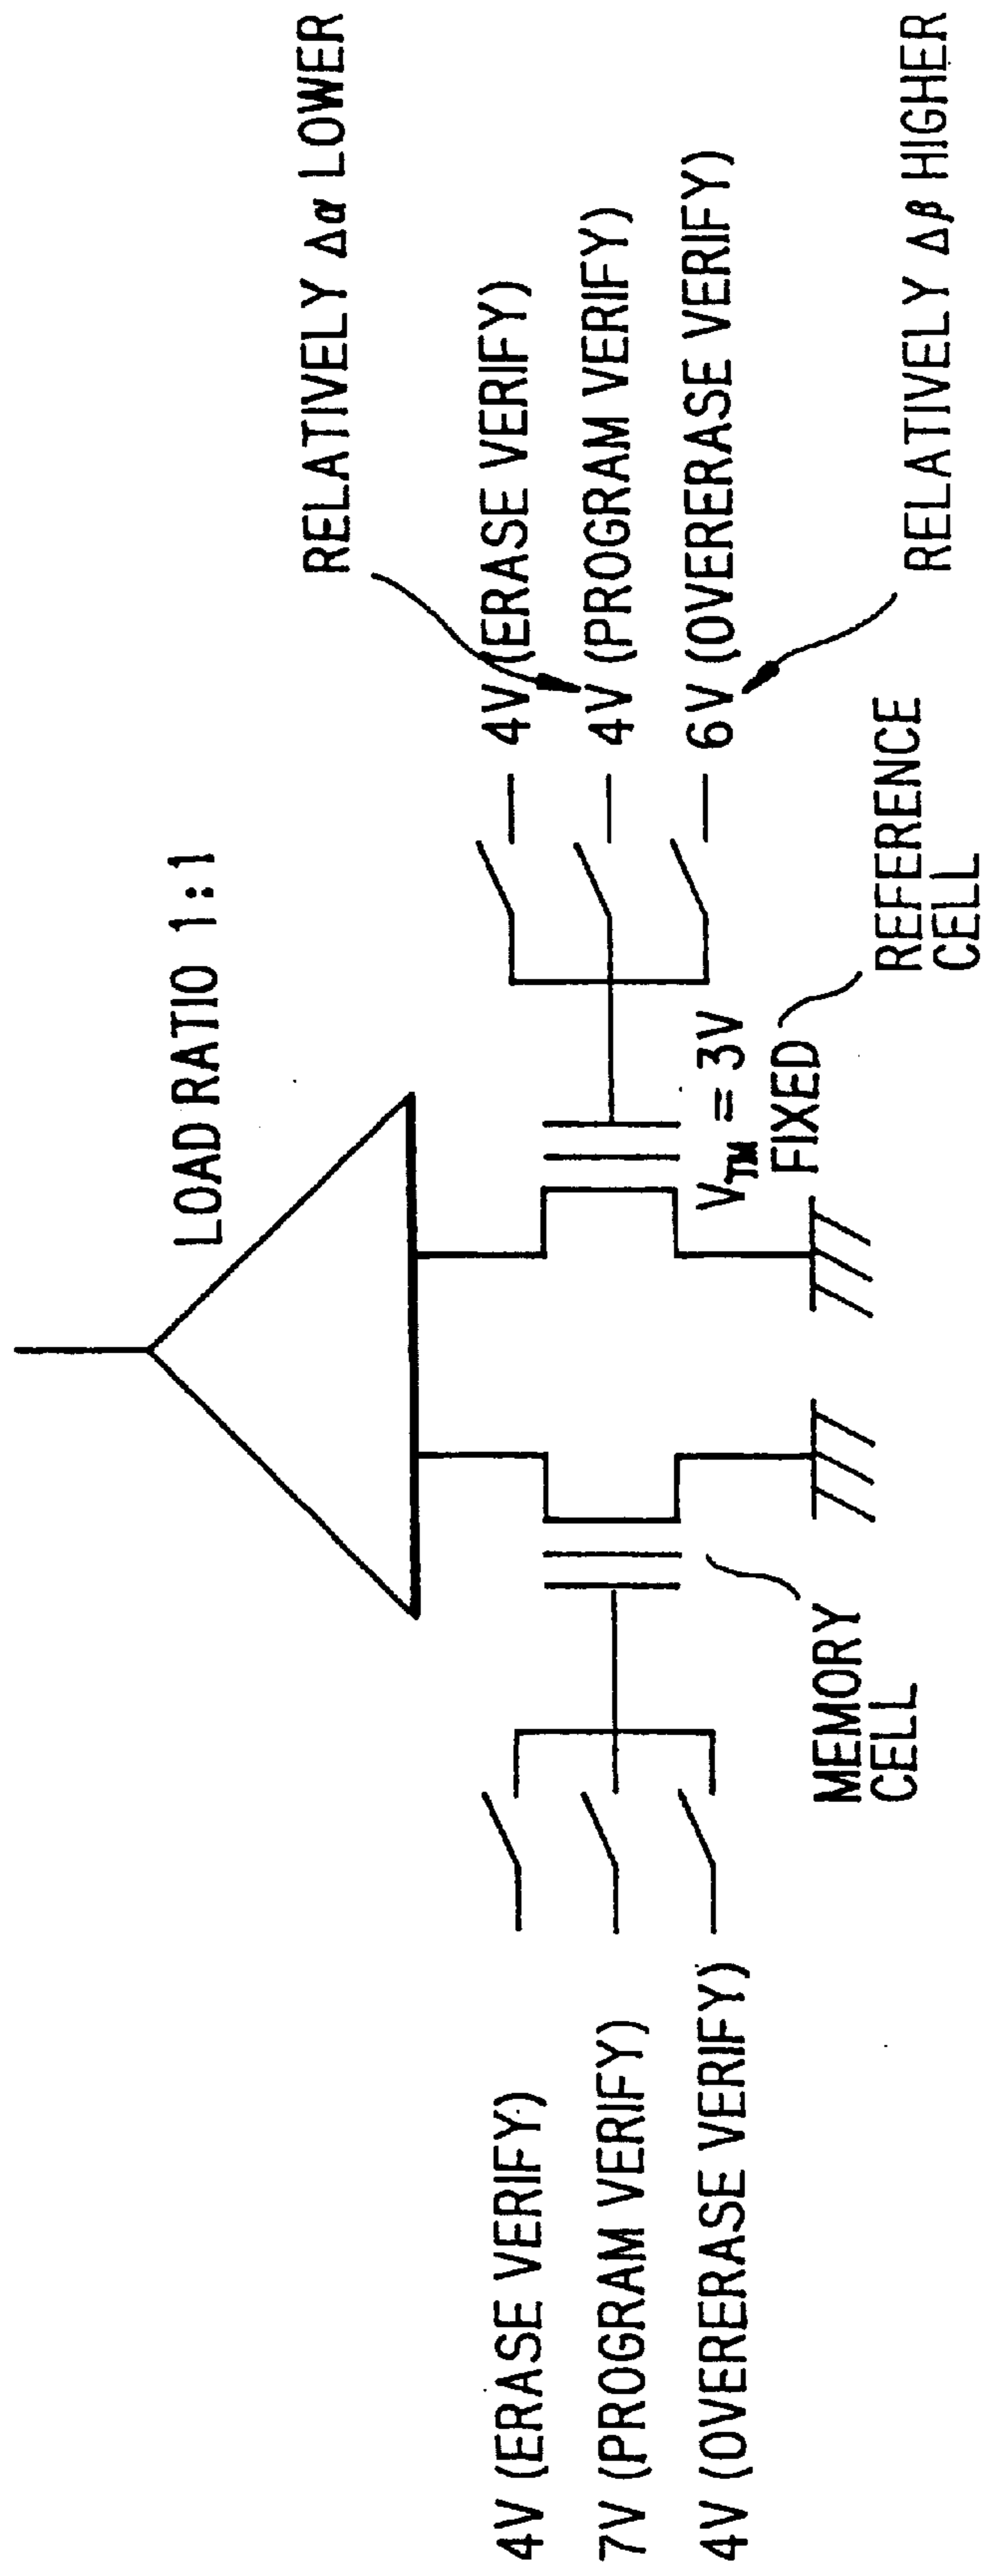 LOAD RATIO 1:1
RELATIVELY Δα LOWER
4V (ERASE VERIFY)
7V (PROGRAM VERIFY)
4V (OVERERASE VERIFY)
4V (ERASE VERIFY)
4V (PROGRAM VERIFY)
6V (OVERERASE VERIFY)
RELATIVELY Δβ HIGHER
MEMORY
CELL
VTM = 3V
FIXED
REFERENCE
CELL